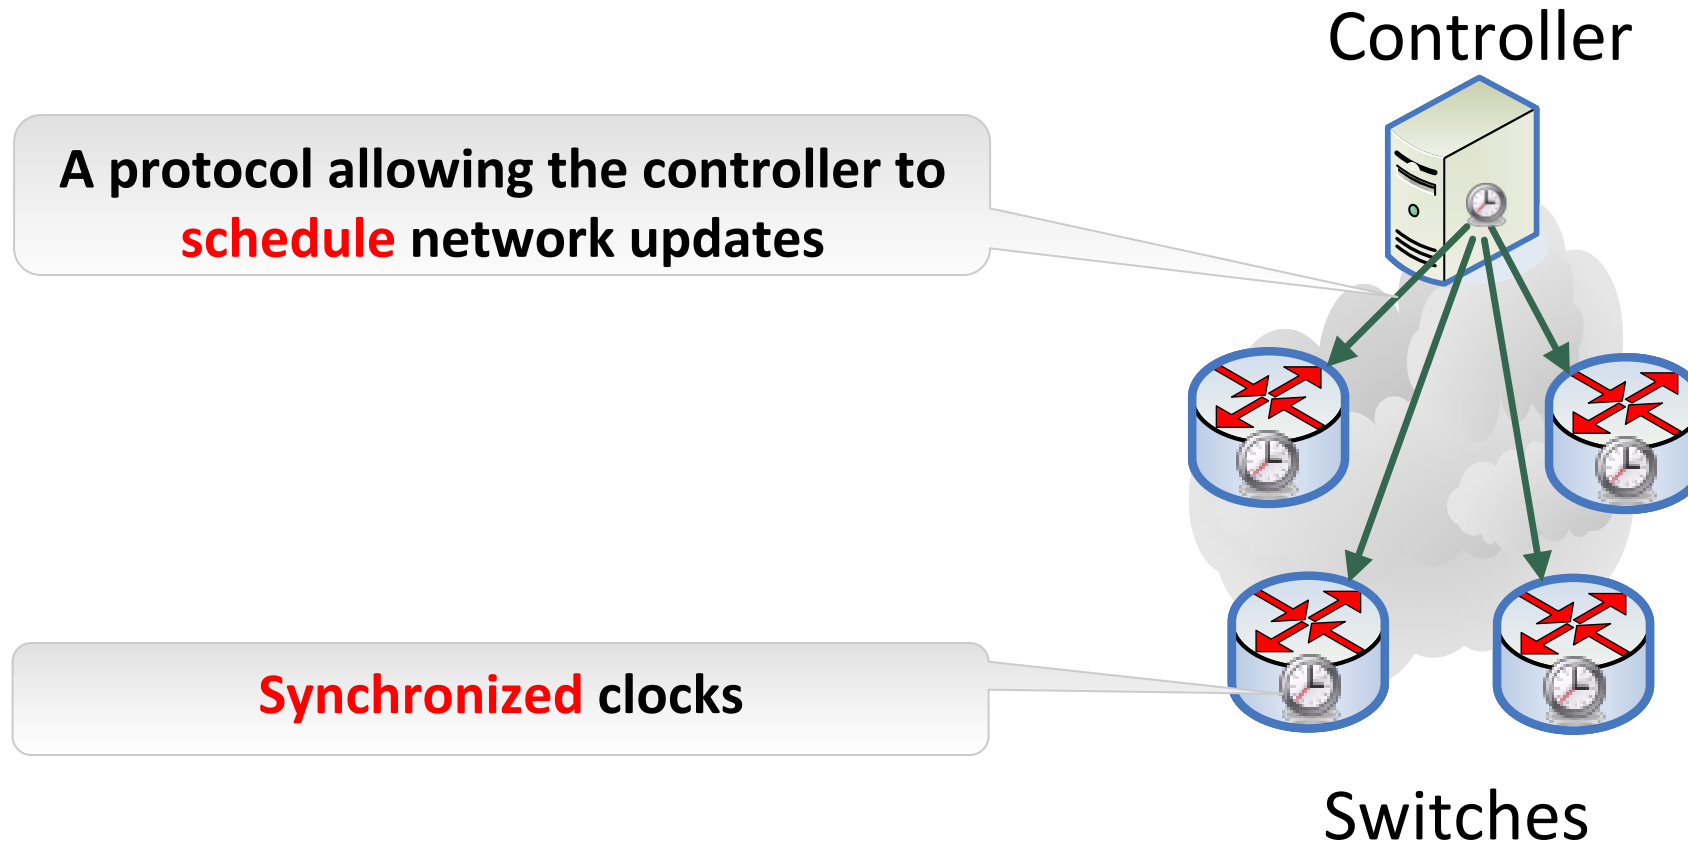 Controller
A protocol allowing the controller to
schedule network updates
Synchronized clocks
Switches